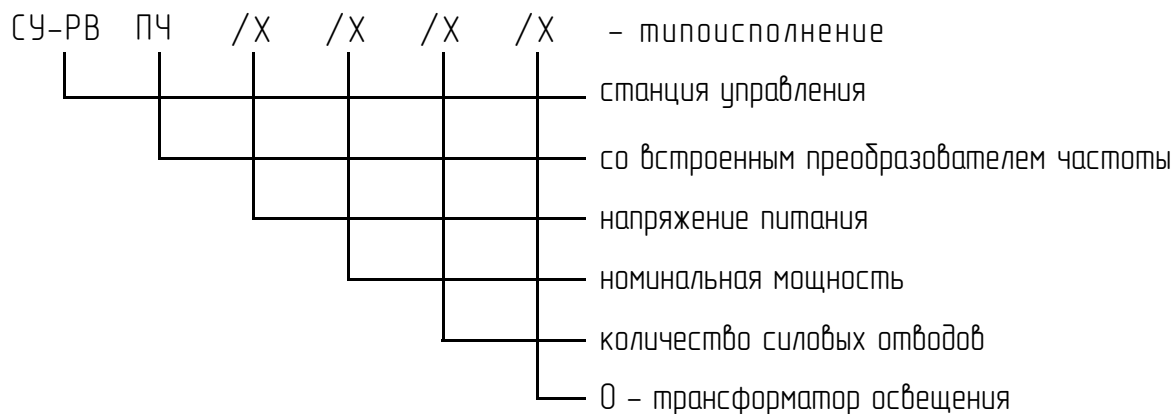 СУ-РВ ПЧ /Х /Х /Х /Х - типоисполнение
станция управления
со встроенным преобразователем частоты
напряжение питания
номинальная мощность
количество силовых отводов
О - трансформатор освещения